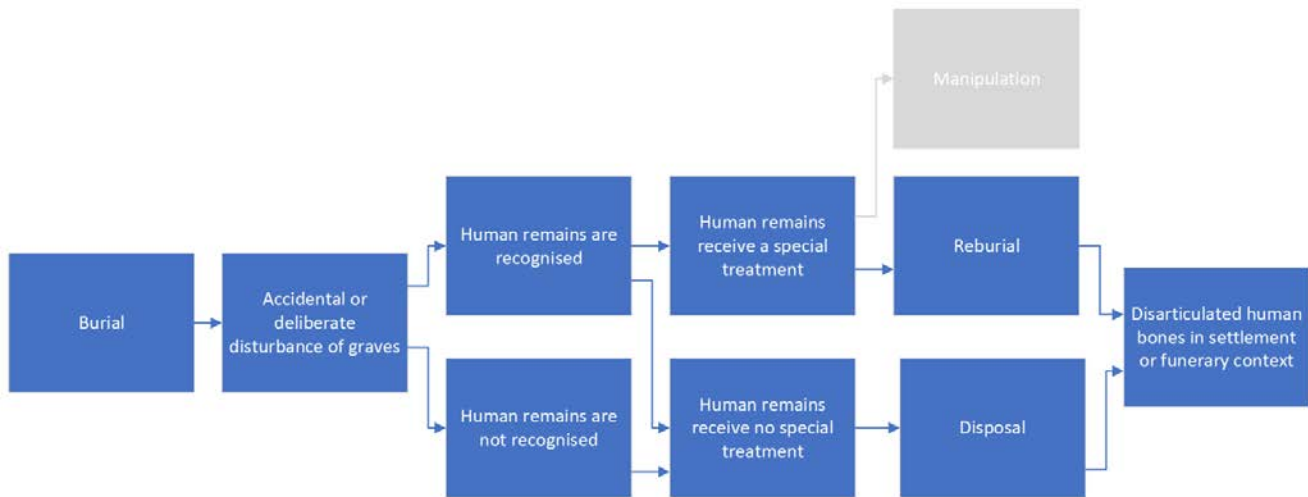 Manipulation
Human remains are
recognised
Human remains
receive a special
treatment
Reburial
Burial
Accidental or
deliberate
disturbance of graves
Disarticulated human
bones in settlement
or funerary context
Human remains are
not recognised
Human remains
receive no special
treatment
Disposal